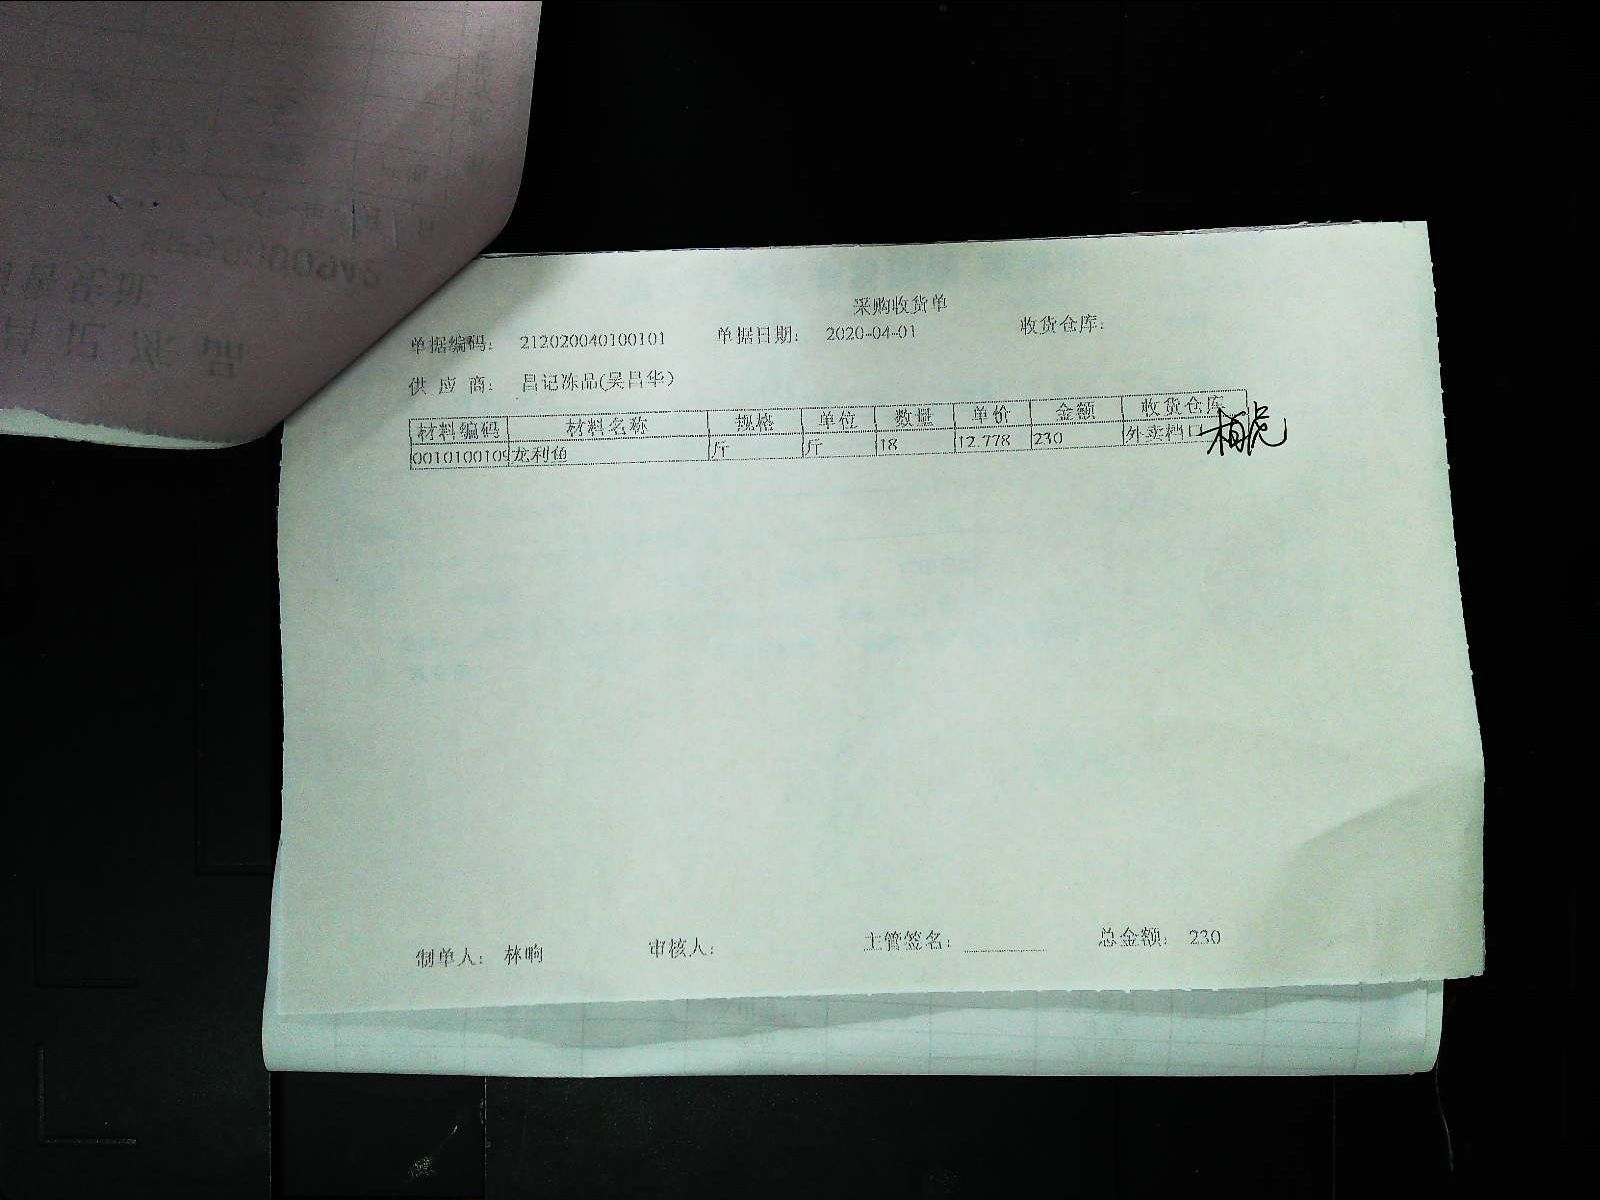 采购收货单
单据编码： 212020040100101 单据日期： 2020-04-01 收货仓库：
供 应 商： 昌记冻品(吴昌华)
材料编码 材料名称 规格 单位 数量 单价 金额 收货仓库
0010100109 龙利鱼 斤 斤 18 12.778 230 外卖档口
制单人： 林晌 审核人： 主管签名： 总金额： 230